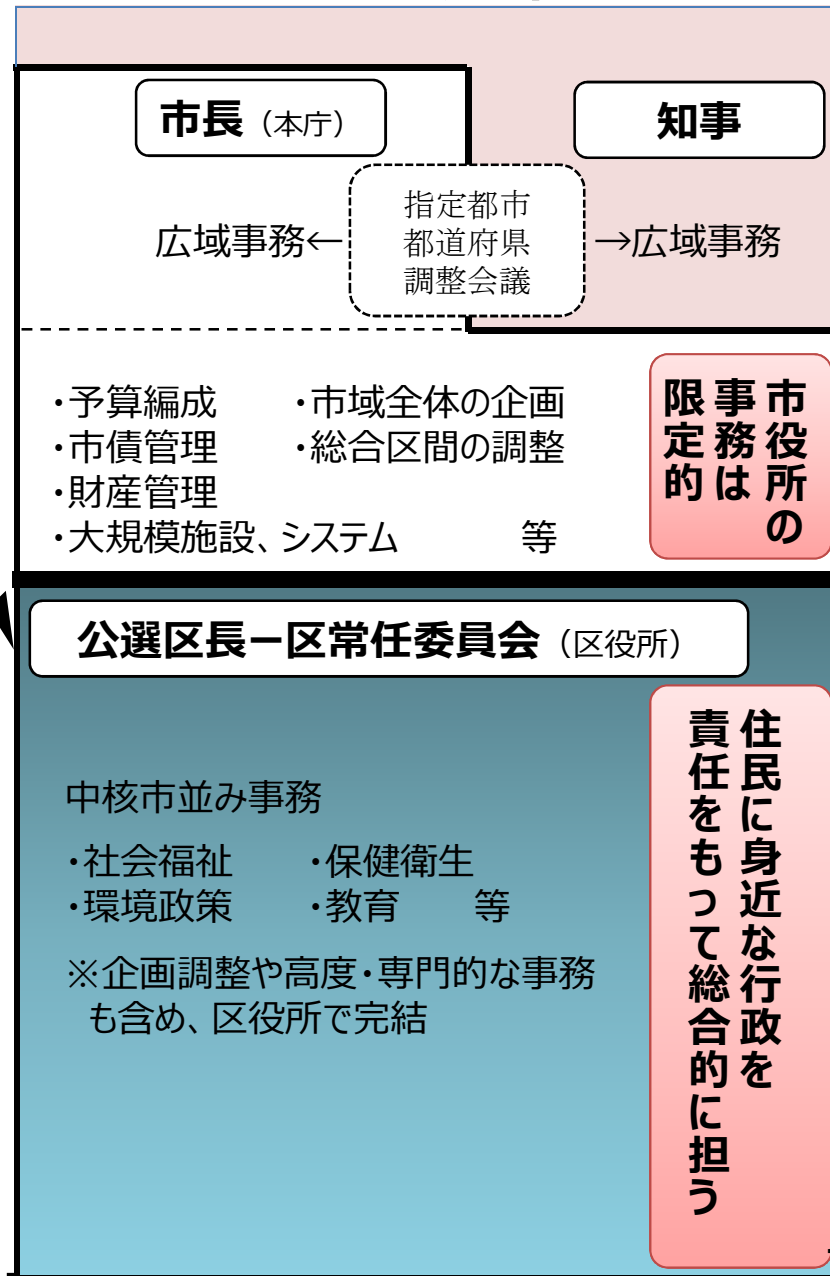 市長（本庁）
知事
広域事務←
指定都市
都道府県
調整会議
→広域事務
・予算編成　・市域全体の企画
・市債管理　・総合区間の調整
・財産管理
・大規模施設、システム　等
市役所の
事務は
限定的
公選区長ー区常任委員会（区役所）
中核市並み事務
・社会福祉　・保健衛生
・環境政策　・教育　等
※企画調整や高度・専門的な事務
も含め、区役所で完結
住民に身近な行政を
責任をもって総合的に担う